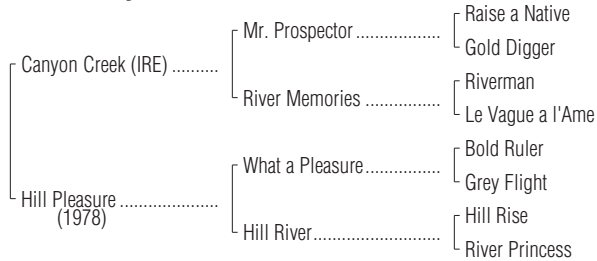 Raise a Native
Mr. Prospector ..................
Gold Digger
Canyon Creek (IRE) ..........
Riverman
River Memories ................
Le Vague a l'Ame
Bold Ruler
What a Pleasure ................
Grey Flight
Hill Pleasure .....................
(1978)
Hill Rise
Hill River ...........................
River Princess